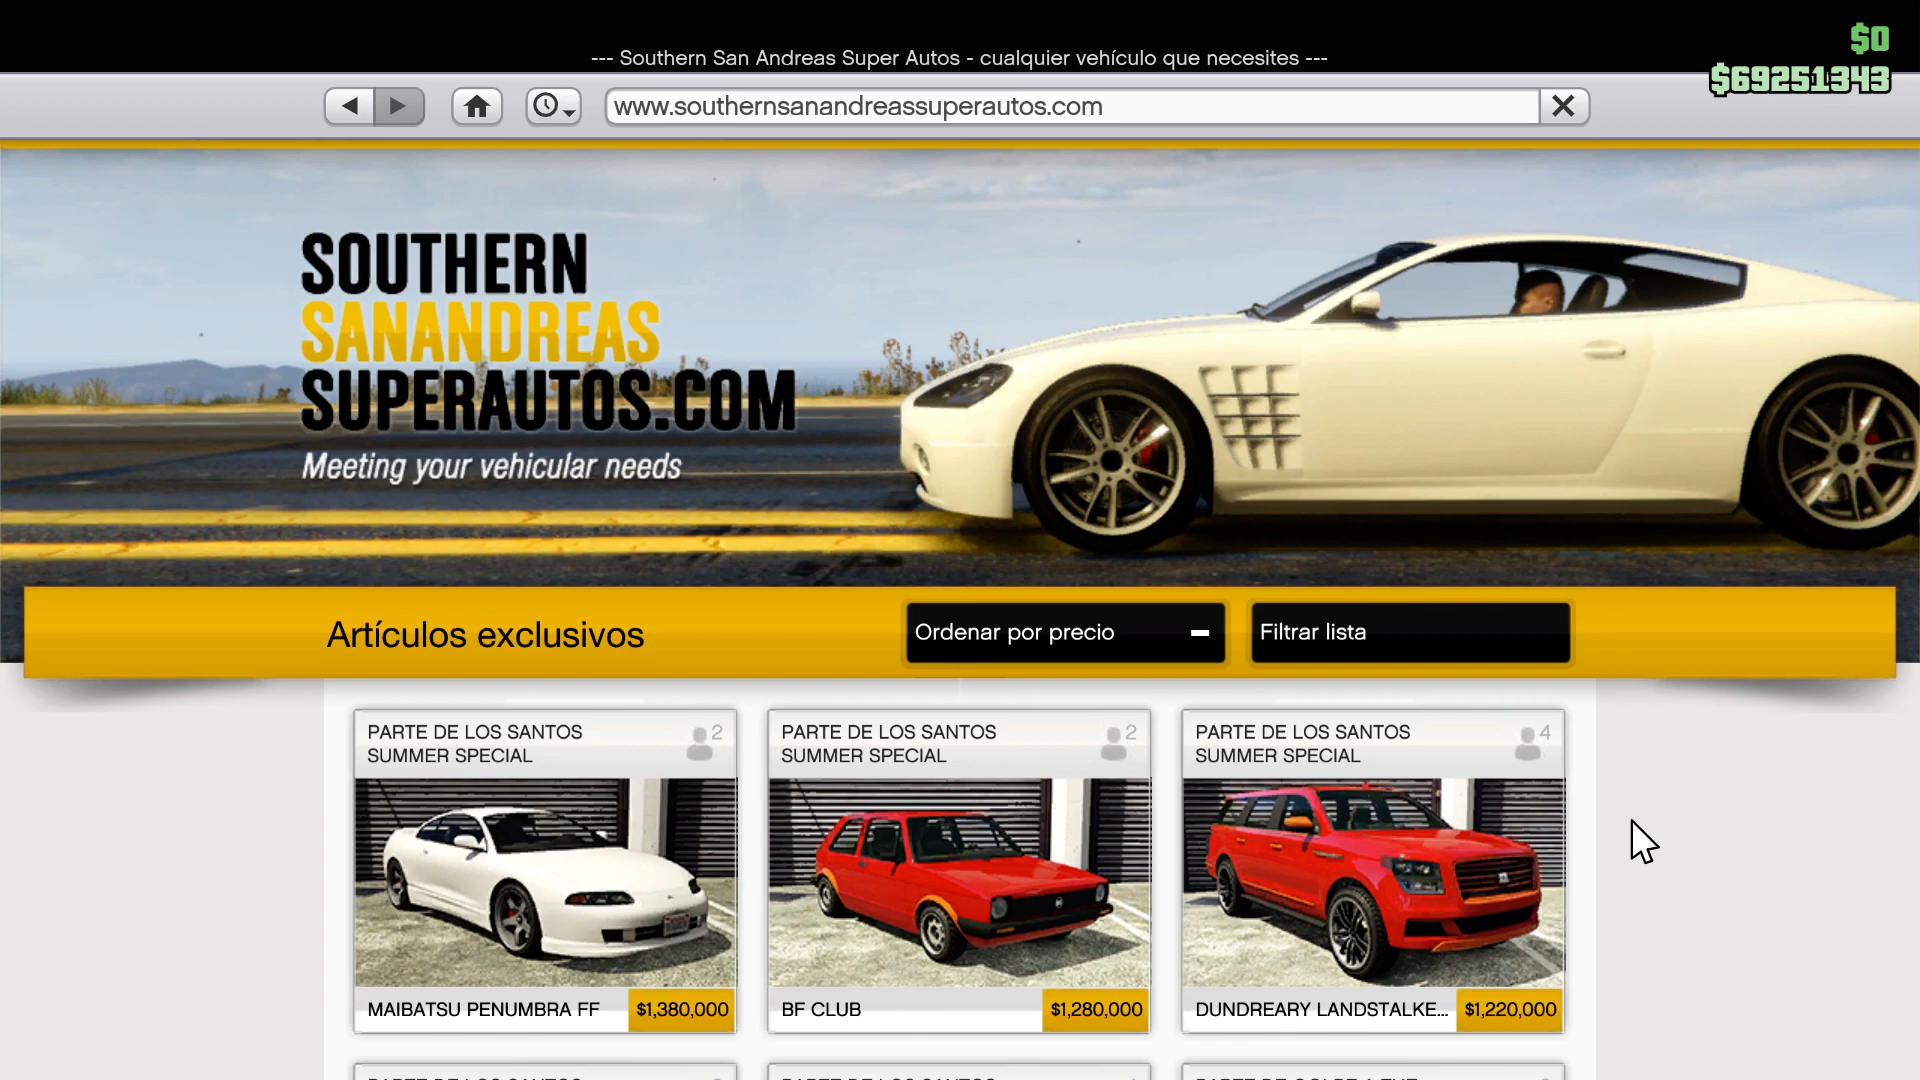 $0
--- Southern San Andreas Super Autos - cualquier vehículo que necesites ---
$69251343
www.southernsanandreassuperautos.com
SOUTHERN
SANANDREAS
SUPERAUTOS.COM
Meeting your vehicular needs
Artículos exclusivos
Ordenar por precio
Filtrar lista
PARTE DE LOS SANTOS
SUMMER SPECIAL
2
PARTE DE LOS SANTOS
SUMMER SPECIAL
2
PARTE DE LOS SANTOS
SUMMER SPECIAL
4
MAIBATSU PENUMBRA FF
$1,380,000
BF CLUB
$1,280,000
DUNDREARY LANDSTALKE...
$1,220,000